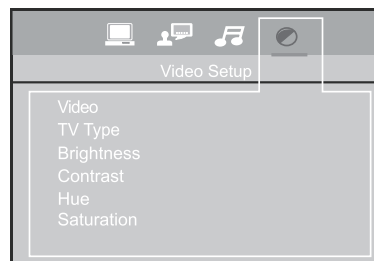 Video Setup
Video
TV Type
Brightness
Contrast
Hue
Saturation